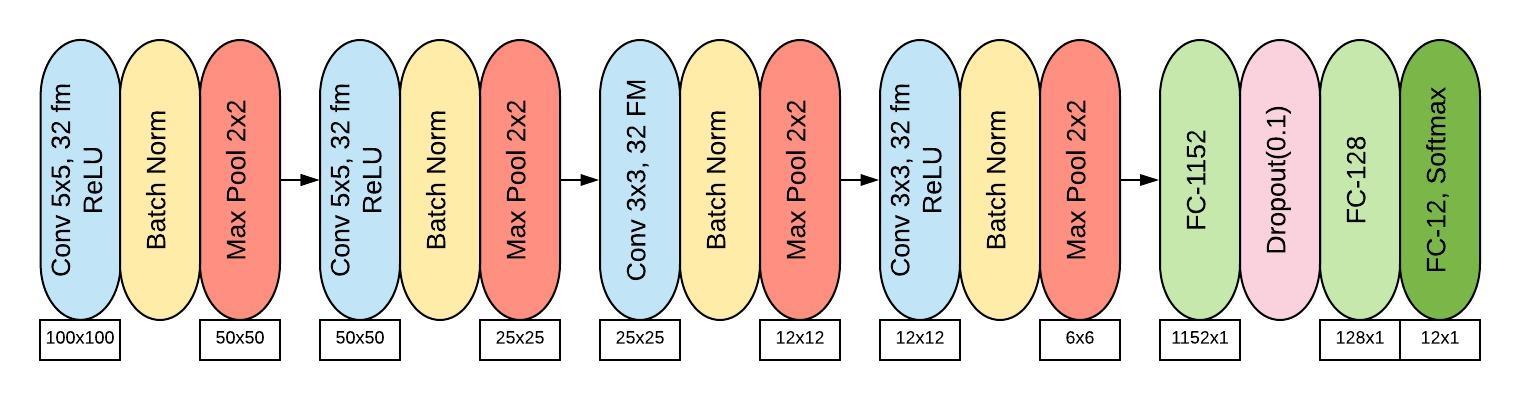 Conv 5x5, 32 fm
ReLU
Batch Norm
Max Pool 2x2
Conv 5x5, 32 fm
ReLU
Batch Norm
Max Pool 2x2
Conv 3x3, 32 FM
Batch Norm
Max Pool 2x2
Conv 3x3, 32 fm
ReLU
Batch Norm
Max Pool 2x2
FC-1152
Dropout(0.1)
FC-128
FC-12, Softmax
100x100
50x50
50x50
25x25
25x25
12x12
12x12
6x6
1152x1
128x1
12x1